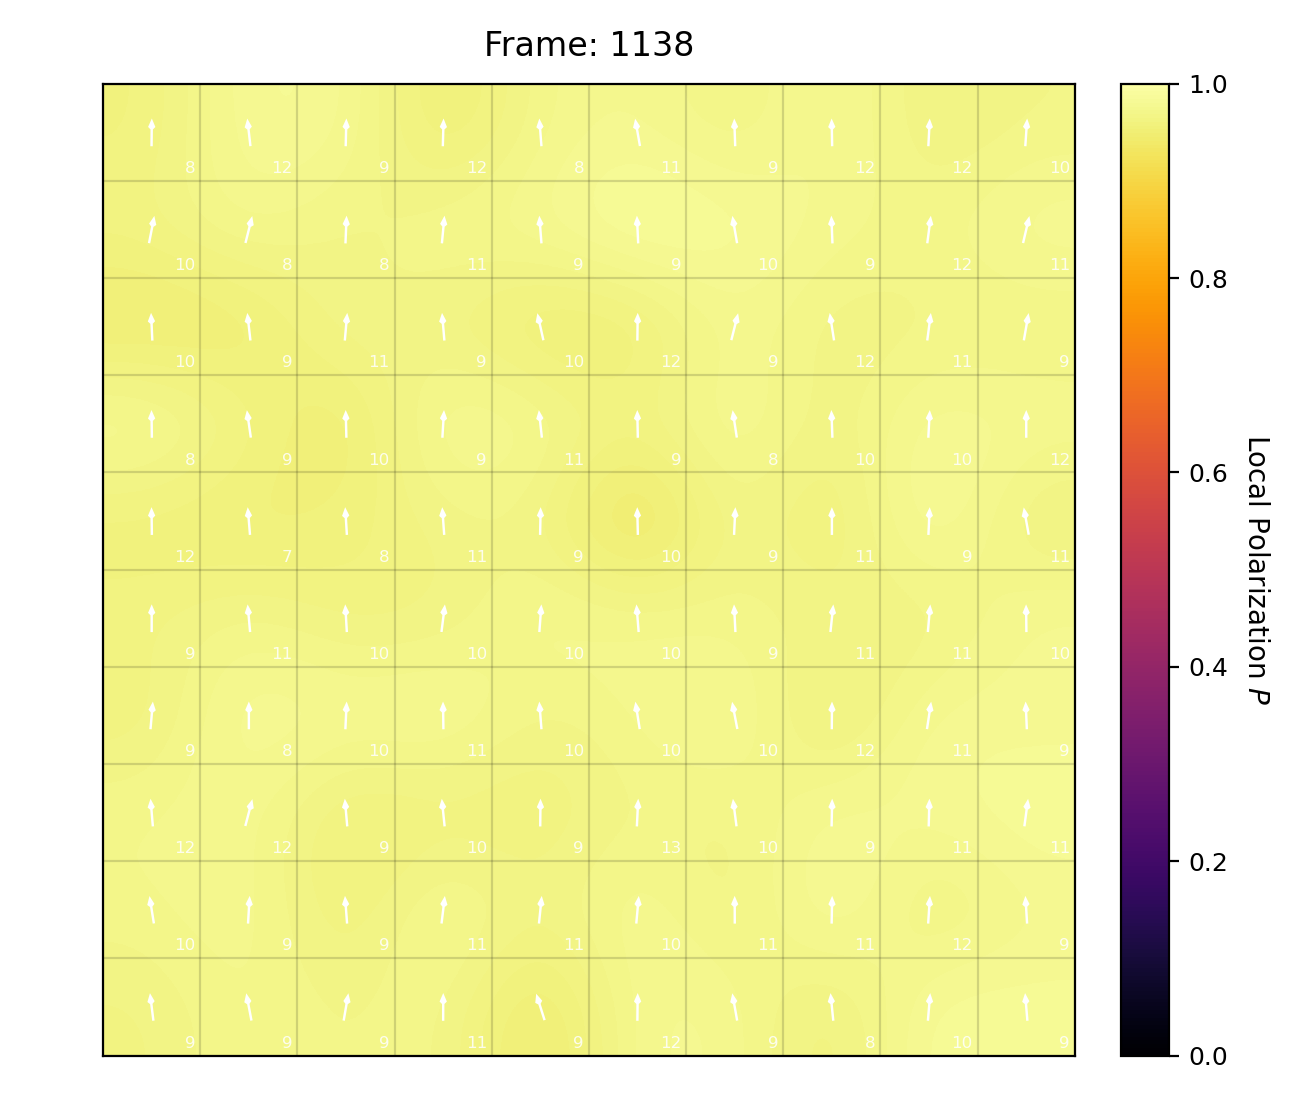 Frame: 1138
8 12 9 12 8 11 9 12 12 10
10 8 8 11 9 9 10 9 12 11
10 9 11 9 10 12 9 12 11 9
8 9 10 9 11 9 8 10 10 12
12 7 8 11 9 10 9 11 9 11
9 11 10 10 10 10 9 11 11 10
9 8 10 11 10 10 10 12 11 9
12 12 9 10 9 13 10 9 11 11
10 9 9 11 11 10 11 11 12 9
9 9 9 11 9 12 9 8 10 9
1.0
0.8
0.6
0.4
0.2
0.0
Local Polarization P